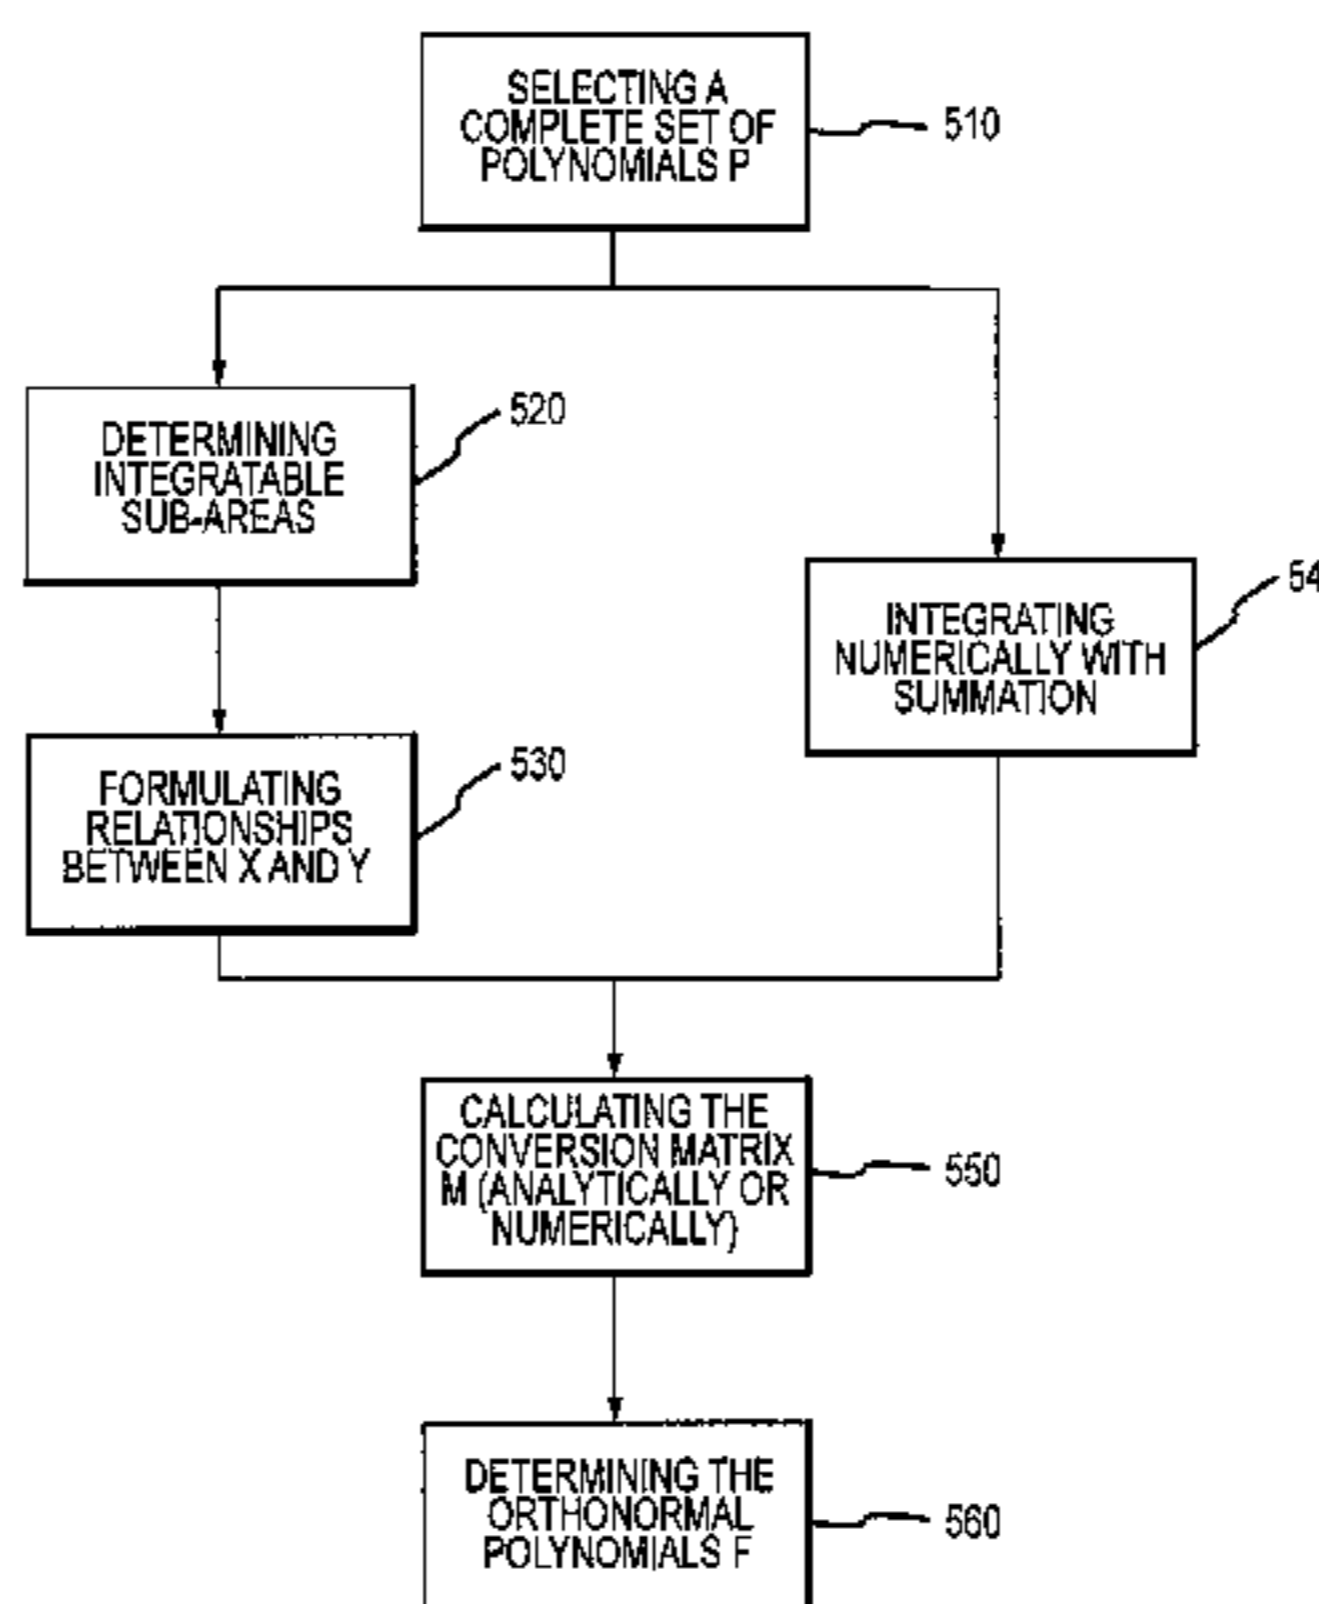 SELECTING A
COMPLETE SET OF
POLYNOMIALS P
510
DETERMINING
INTEGRATABLE
SUB-AREAS
520
INTEGRATING
NUMERICALLY WITH
SUMMATION
54
FORMULATING
RELATIONSHIPS
BETWEEN X AND Y
530
CALCULATING THE
CONVERSION MATRIX
M (ANALYTICALLY OR
NUMERICALLY)
550
DETERMINING THE
ORTHONORMAL
POLYNOMIALS F
560